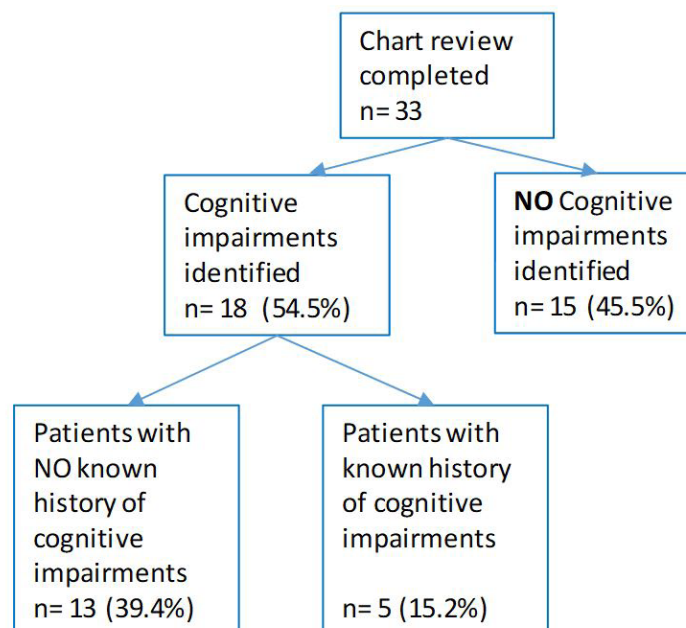 Chart review
completed
n= 33
Cognitive
impairments
identified
n= 18 (54.5%)
NO Cognitive
impairments
identified
n= 15 (45.5%)
Patients with
NO known
history of
cognitive
impairments
n= 13 (39.4%)
Patients with
known history
of cognitive
impairments
n= 5 (15.2%)